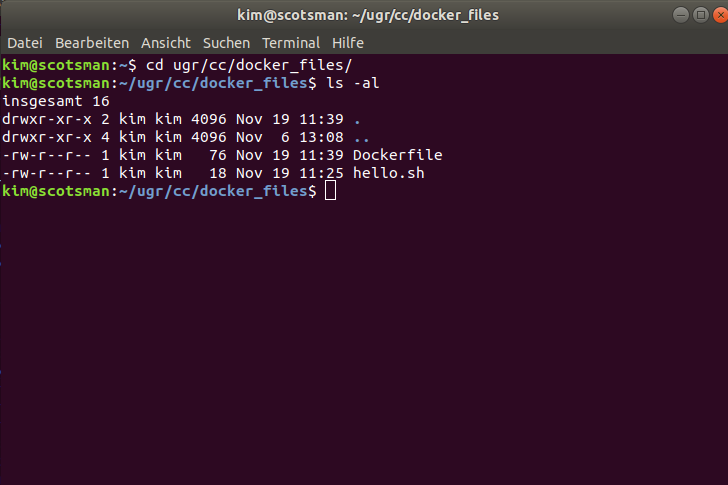 kim@scotsman: ~/ugr/cc/docker_files
Datei Bearbeiten Ansicht Suchen Terminal Hilfe
kim@scotsman:~$ cd ugr/cc/docker_files/
kim@scotsman:~/ugr/cc/docker_files$ ls -al
insgesamt 16
drwxr-xr-x 2 kim kim 4096 Nov 19 11:39 .
drwxr-xr-x 4 kim kim 4096 Nov  6 13:08 ..
-rw-r--r-- 1 kim kim   76 Nov 19 11:39 Dockerfile
-rw-r--r-- 1 kim kim   18 Nov 19 11:25 hello.sh
kim@scotsman:~/ugr/cc/docker_files$